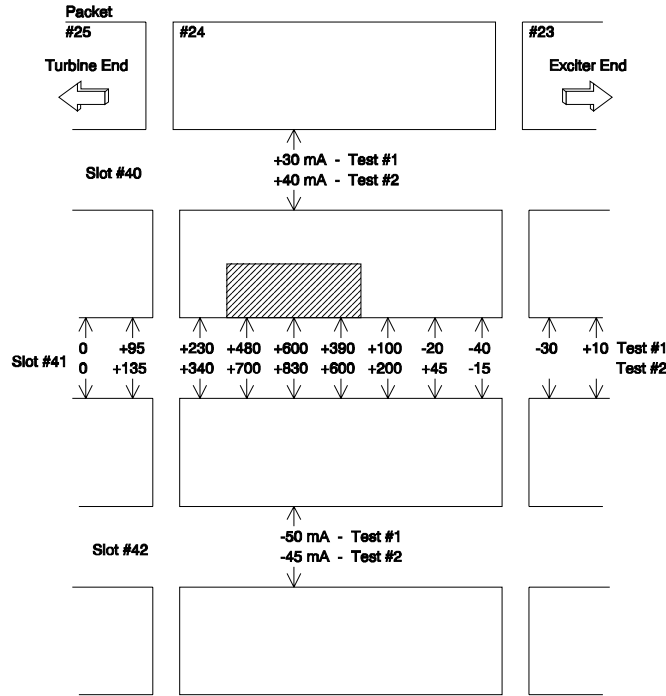 Packet
#25 #24 #23
Turbine End Exciter End
+30 mA - Test #1
Slot #40
+40 mA - Test #2
0 +95 +230 +480 +600 +390 +100 -20 -40 -30 +10 Test #1
Slot #41
0 +135 +340 +700 +830 +600 +200 +45 -15 Test #2
-50 mA - Test #1
Slot #42
-45 mA - Test #2